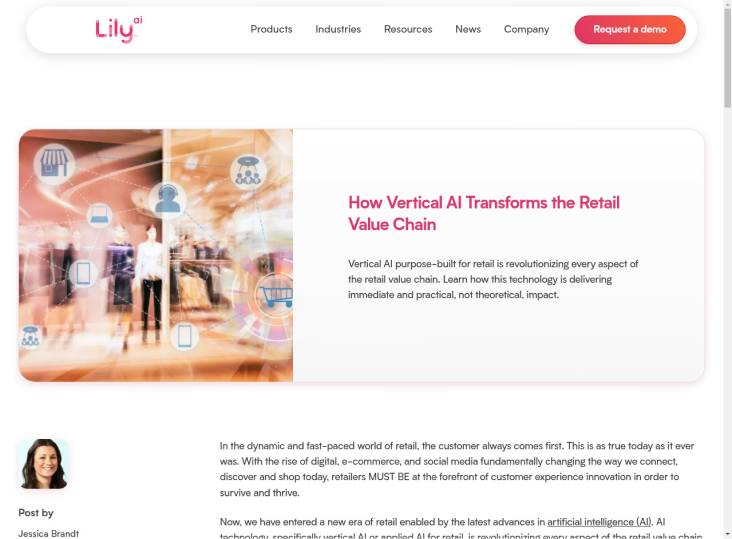 Lily ai
Products
Industries
Resources
News
Company
Request a demo
How Vertical AI Transforms the Retail
Value Chain
Vertical AI purpose-built for retail is revolutionizing every aspect of
the retail value chain. Learn how this technology is delivering
immediate and practical, not theoretical, impact.
Post by
Jessica Brandt
In the dynamic and fast-paced world of retail, the customer always comes first. This is as true today as it ever
was. With the rise of digital, e-commerce, and social media fundamentally changing the way we connect,
discover and shop today, retailers MUST BE at the forefront of customer experience innovation in order to
survive and thrive.
Now, we have entered a new era of retail enabled by the latest advances in artificial intelligence (AI). AI
technology, specifically vertical AI or applied AI for retail, is revolutionizing every aspect of the retail value chain